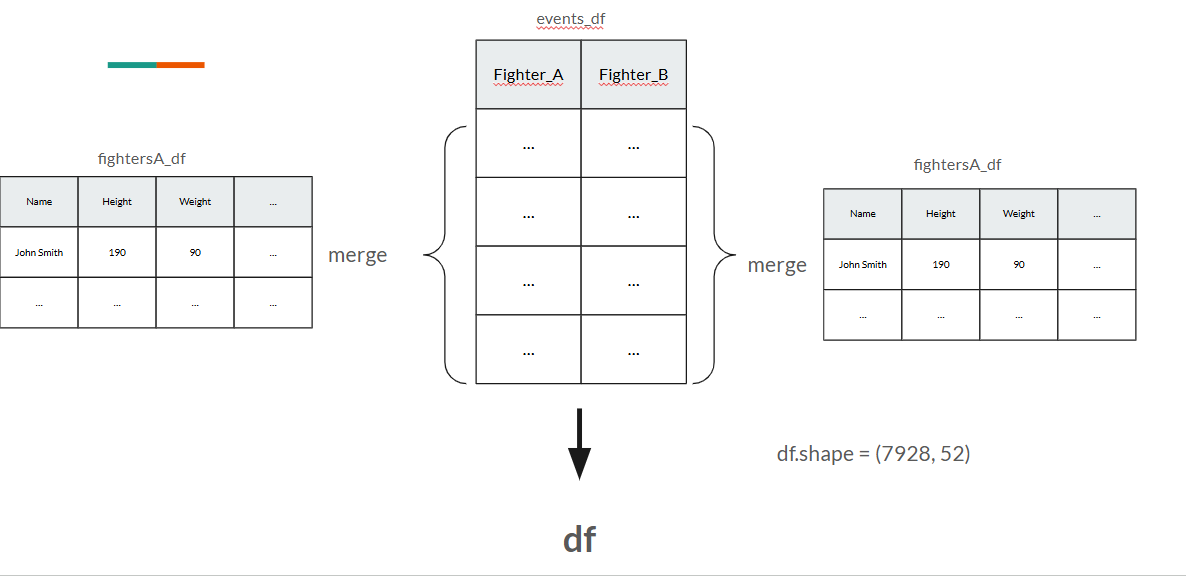 events_df
Fighter_A Fighter_B
... ...
... ...
... ...
... ...
fightersA_df
Name Height Weight ...
John Smith 190 90 ...
... ... ... ...
merge
merge
fightersA_df
Name Height Weight ...
John Smith 190 90 ...
... ... ... ...
df.shape = (7928, 52)
df